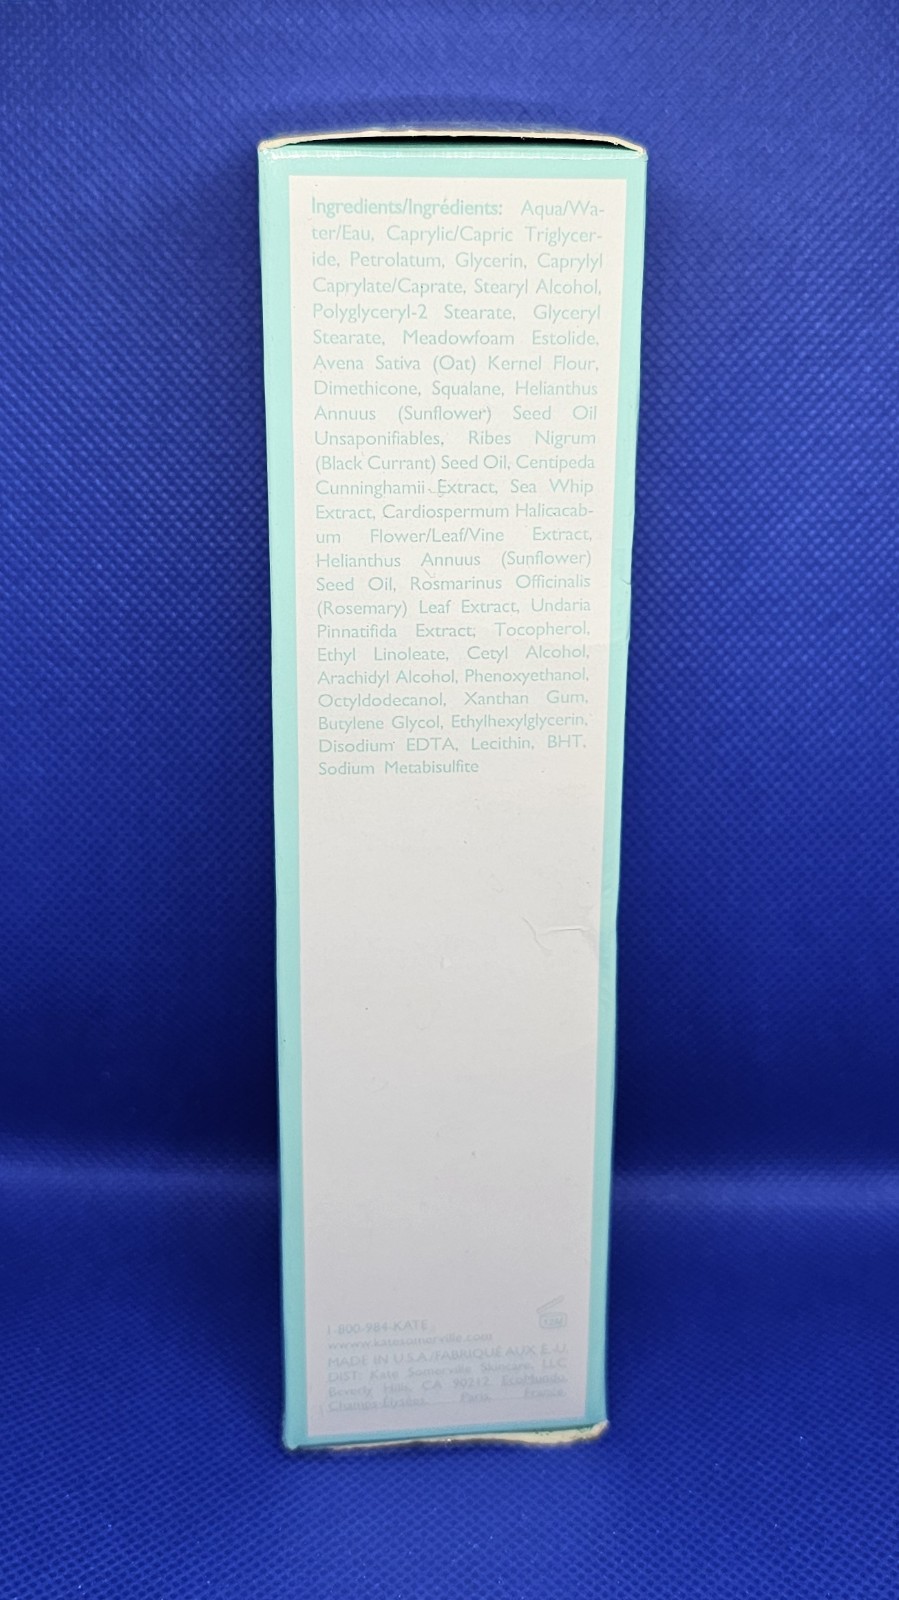 Ingredients/Ingrédients: Aqua/Wa-
ter/Eau, Caprylic/Capric Triglycer-
ide, Petrolatum, Glycerin, Caprylyl
Caprylate/Caprate, Stearyl Alcohol,
Polyglyceryl-2 Stearate, Glyceryl
Stearate, Meadowfoam Estolide,
Avena Sativa (Oat) Kernel Flour,
Dimethicone, Squalane, Helianthus
Annuus (Sunflower) Seed Oil
Unsaponifiables, Ribes Nigrum
(Black Currant) Seed Oil, Centipeda
Cunninghamii Extract, Sea Whip
Extract, Cardiospermum Halicacab-
um Flower/Leaf/Vine Extract,
Helianthus Annuus (Sunflower)
Seed Oil, Rosmarinus Officinalis
(Rosemary) Leaf Extract, Undaria
Pinnatifida Extract, Tocopherol,
Ethyl Linoleate, Cetyl Alcohol,
Arachidyl Alcohol, Phenoxyethanol,
Octyldodecanol, Xanthan Gum,
Butylene Glycol, Ethylhexylglycerin,
Disodium EDTA, Lecithin, BHT,
Sodium Metabisulfite
1-800-984-KATE
www.katesomerville.com
MADE IN U.S.A./FABRIQUÉ AUX É.-U.
DIST: Kate Somerville Skincare, LLC
Beverly Hills, CA 90212. EcoMundo,
Champs-Élysées, Paris, France